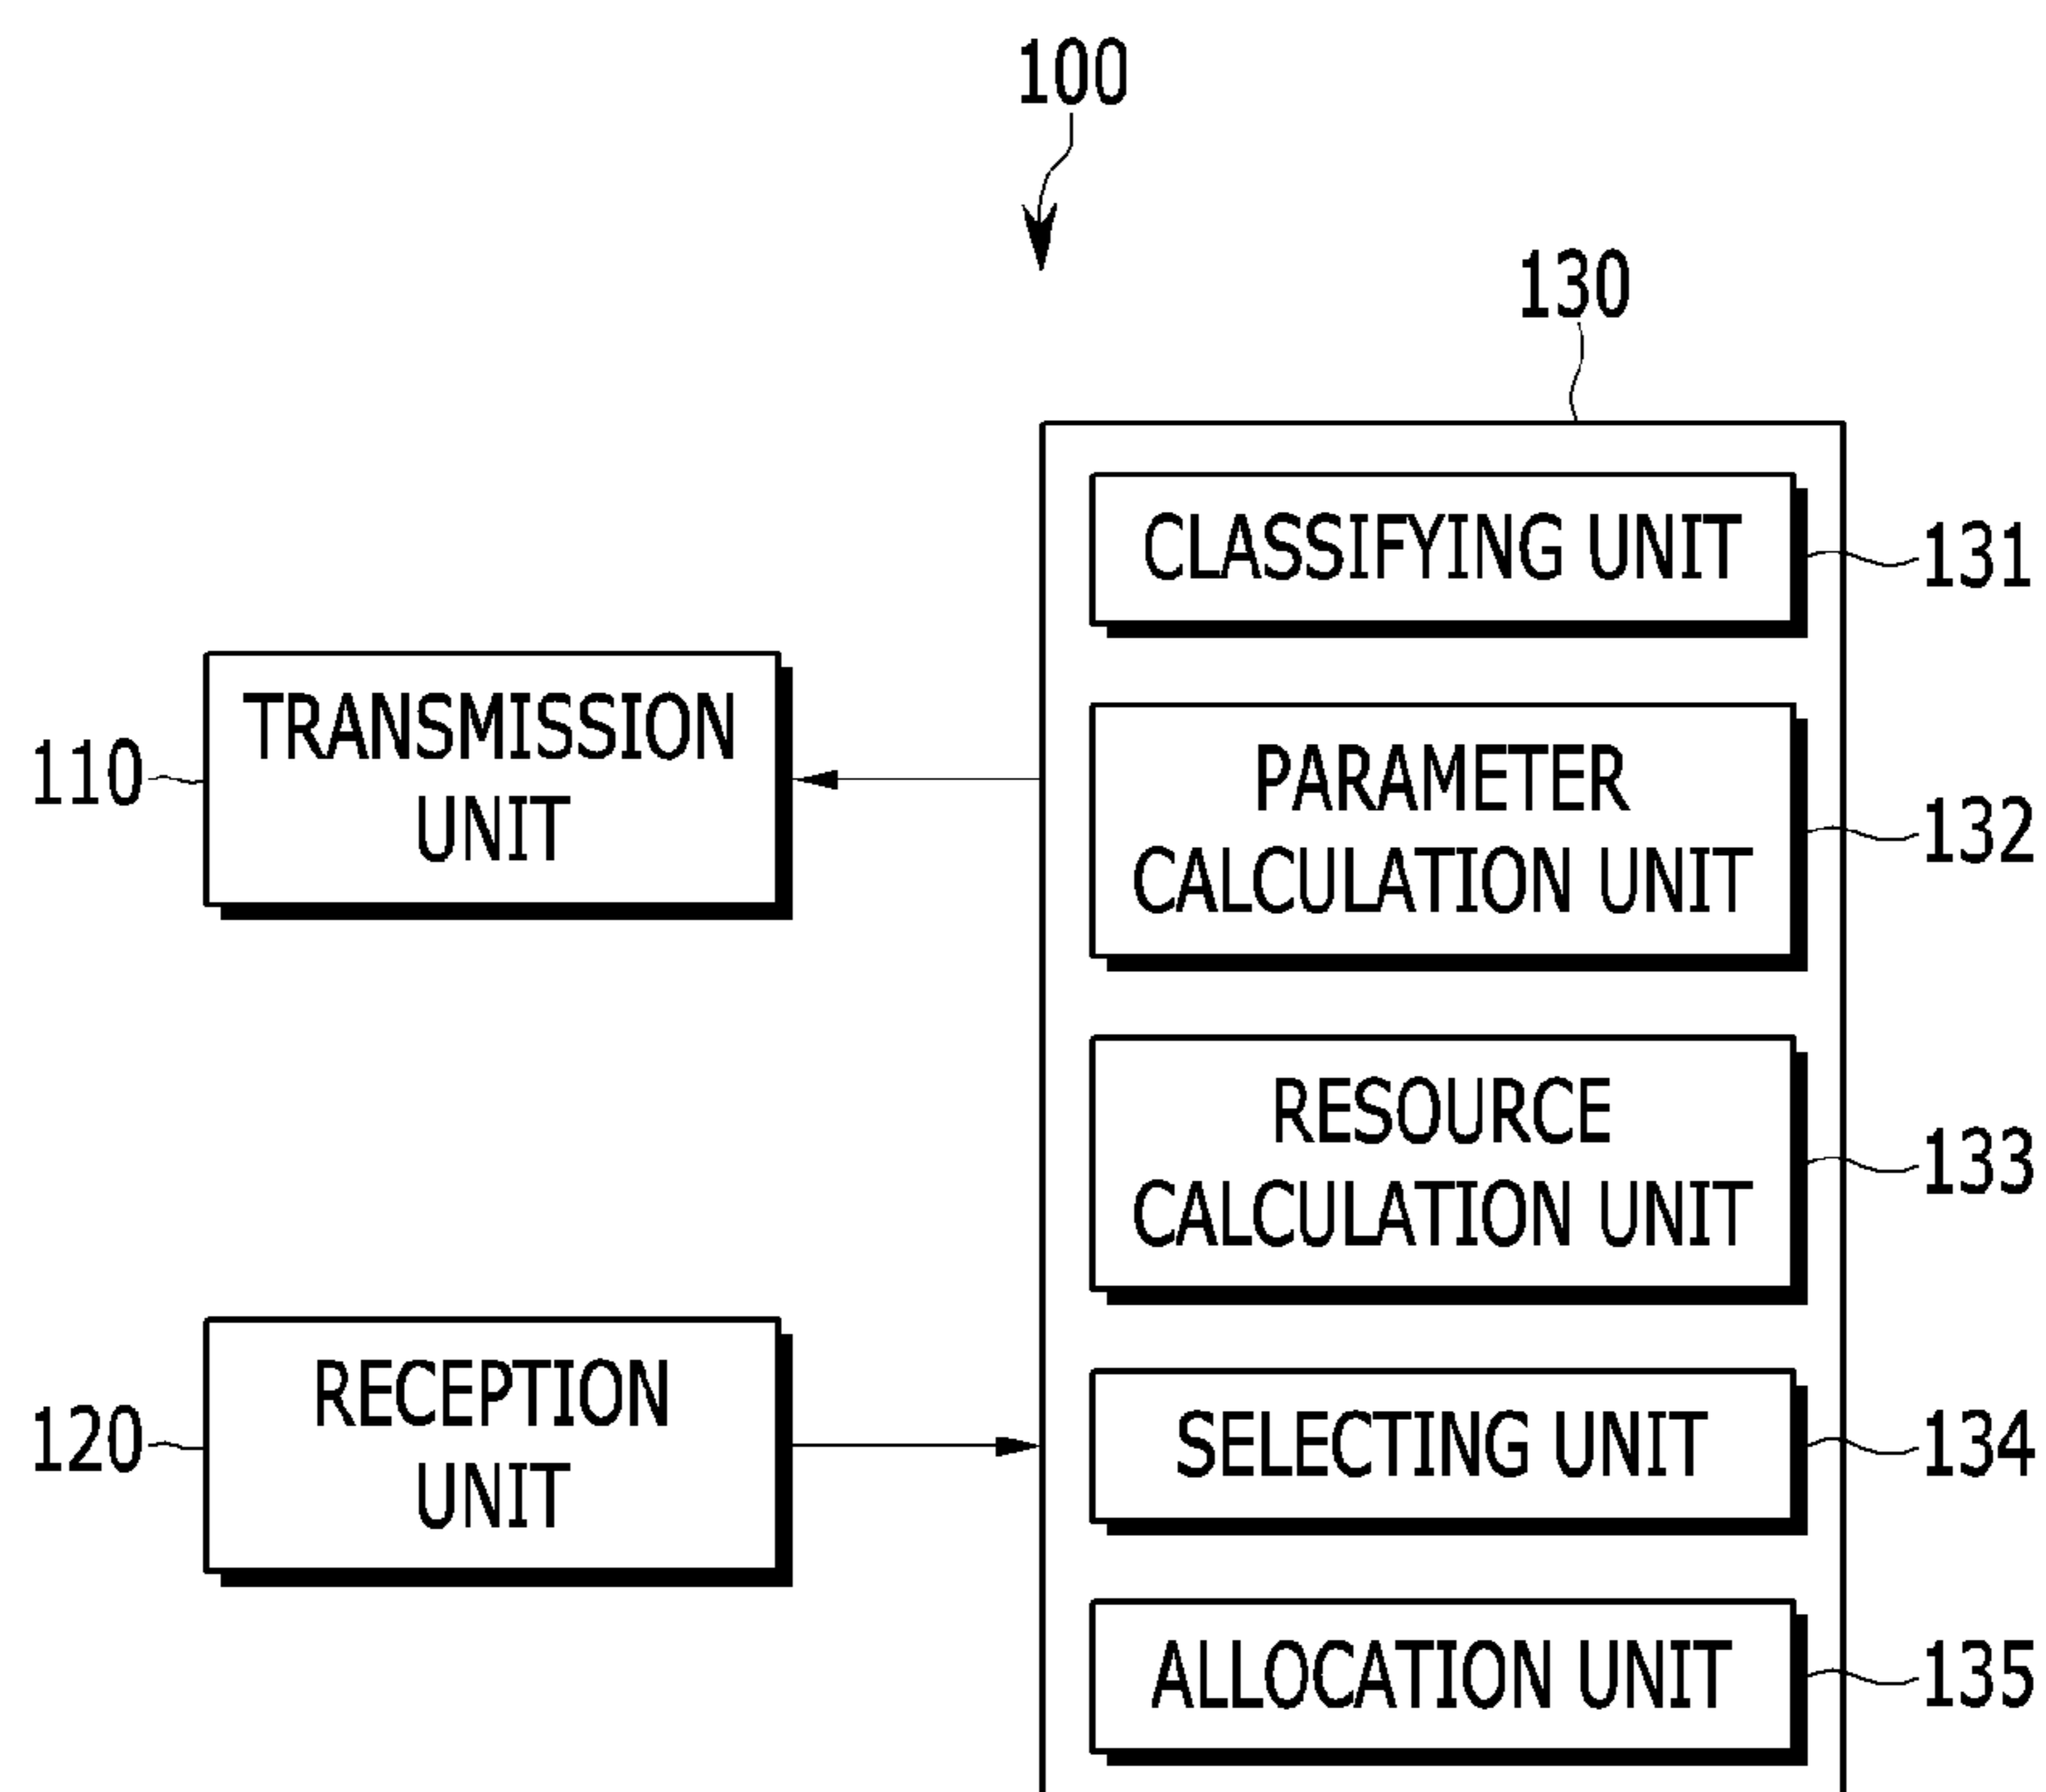 100
130
CLASSIFYING UNIT
131
TRANSMISSION
UNIT
110
PARAMETER
CALCULATION UNIT
132
RESOURCE
CALCULATION UNIT
133
RECEPTION
UNIT
120
SELECTING UNIT
134
ALLOCATION UNIT
135